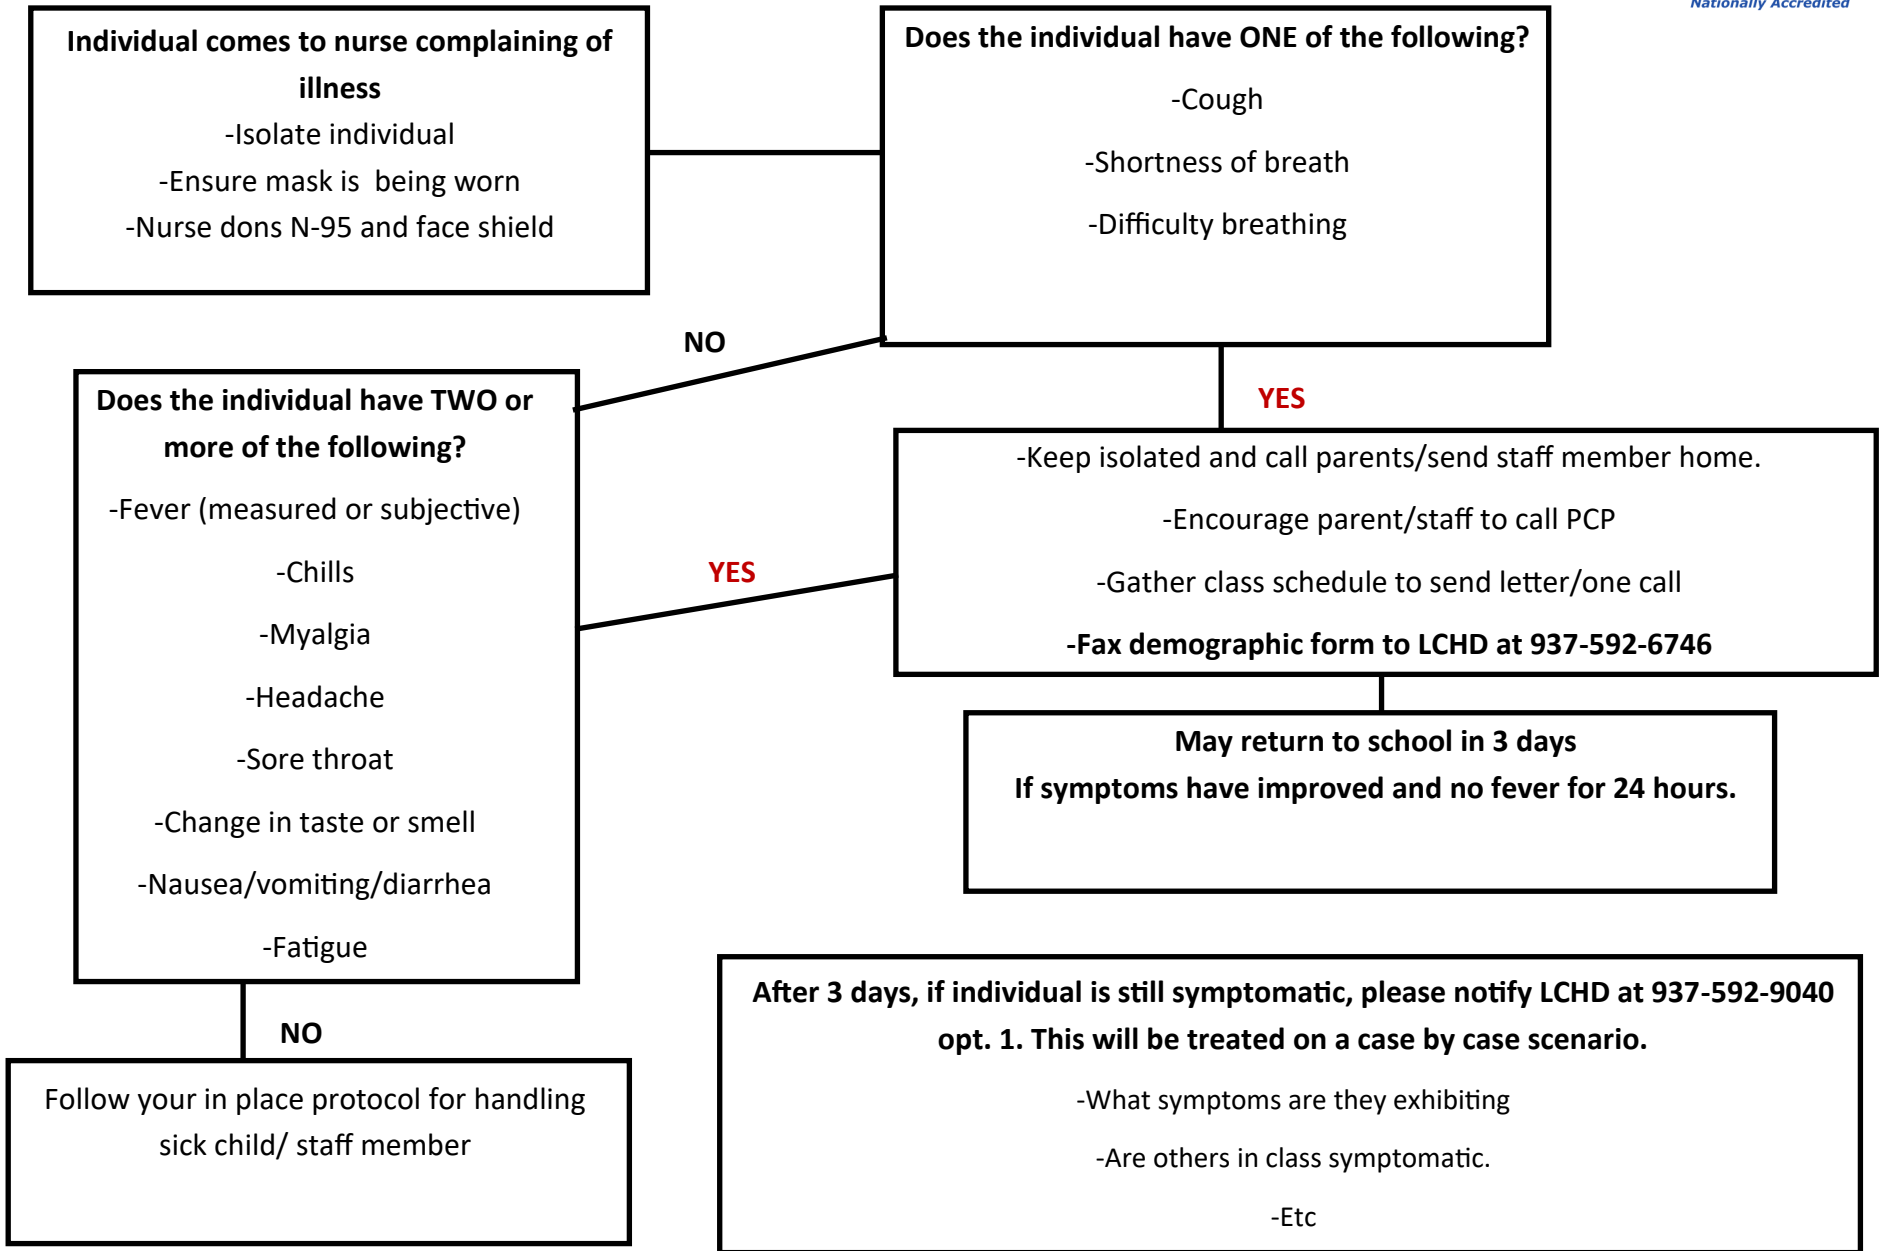 Nationally Accredited
Individual comes to nurse complaining of
illness
-Isolate individual
-Ensure mask is  being worn
-Nurse dons N-95 and face shield
Does the individual have ONE of the following?
-Cough
-Shortness of breath
-Difficulty breathing
NO
YES
Does the individual have TWO or
more of the following?
-Fever (measured or subjective)
-Chills
-Myalgia
-Headache
-Sore throat
-Change in taste or smell
-Nausea/vomiting/diarrhea
-Fatigue
YES
-Keep isolated and call parents/send staff member home.
-Encourage parent/staff to call PCP
-Gather class schedule to send letter/one call
-Fax demographic form to LCHD at 937-592-6746
May return to school in 3 days
If symptoms have improved and no fever for 24 hours.
NO
Follow your in place protocol for handling
sick child/ staff member
After 3 days, if individual is still symptomatic, please notify LCHD at 937-592-9040
opt. 1. This will be treated on a case by case scenario.
-What symptoms are they exhibiting
-Are others in class symptomatic.
-Etc